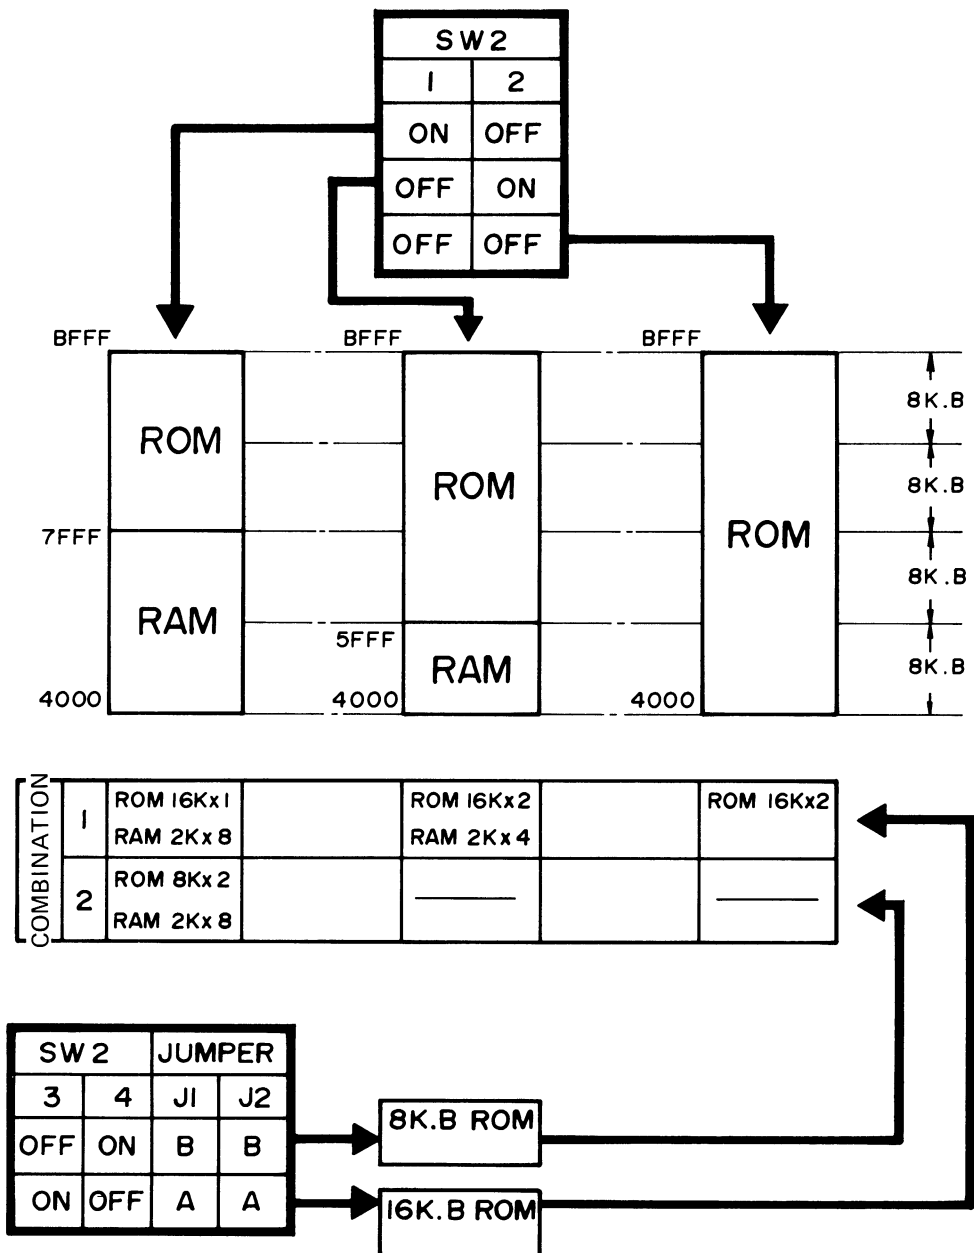 SW2
1 2
ON OFF
OFF ON
OFF OFF
BFFF BFFF BFFF
8K.B
ROM
8K.B
ROM
7FFF
ROM
8K.B
RAM
5FFF
8K.B
RAM
4000 4000 4000
COMBINATION
1
ROM 16Kx1 ROM 16Kx2 ROM 16Kx2
RAM 2Kx8 RAM 2Kx4
2
ROM 8Kx2
RAM 2Kx8
SW2 JUMPER
3 4 J1 J2
OFF ON B B
8K.B ROM
ON OFF A A
16K.B ROM